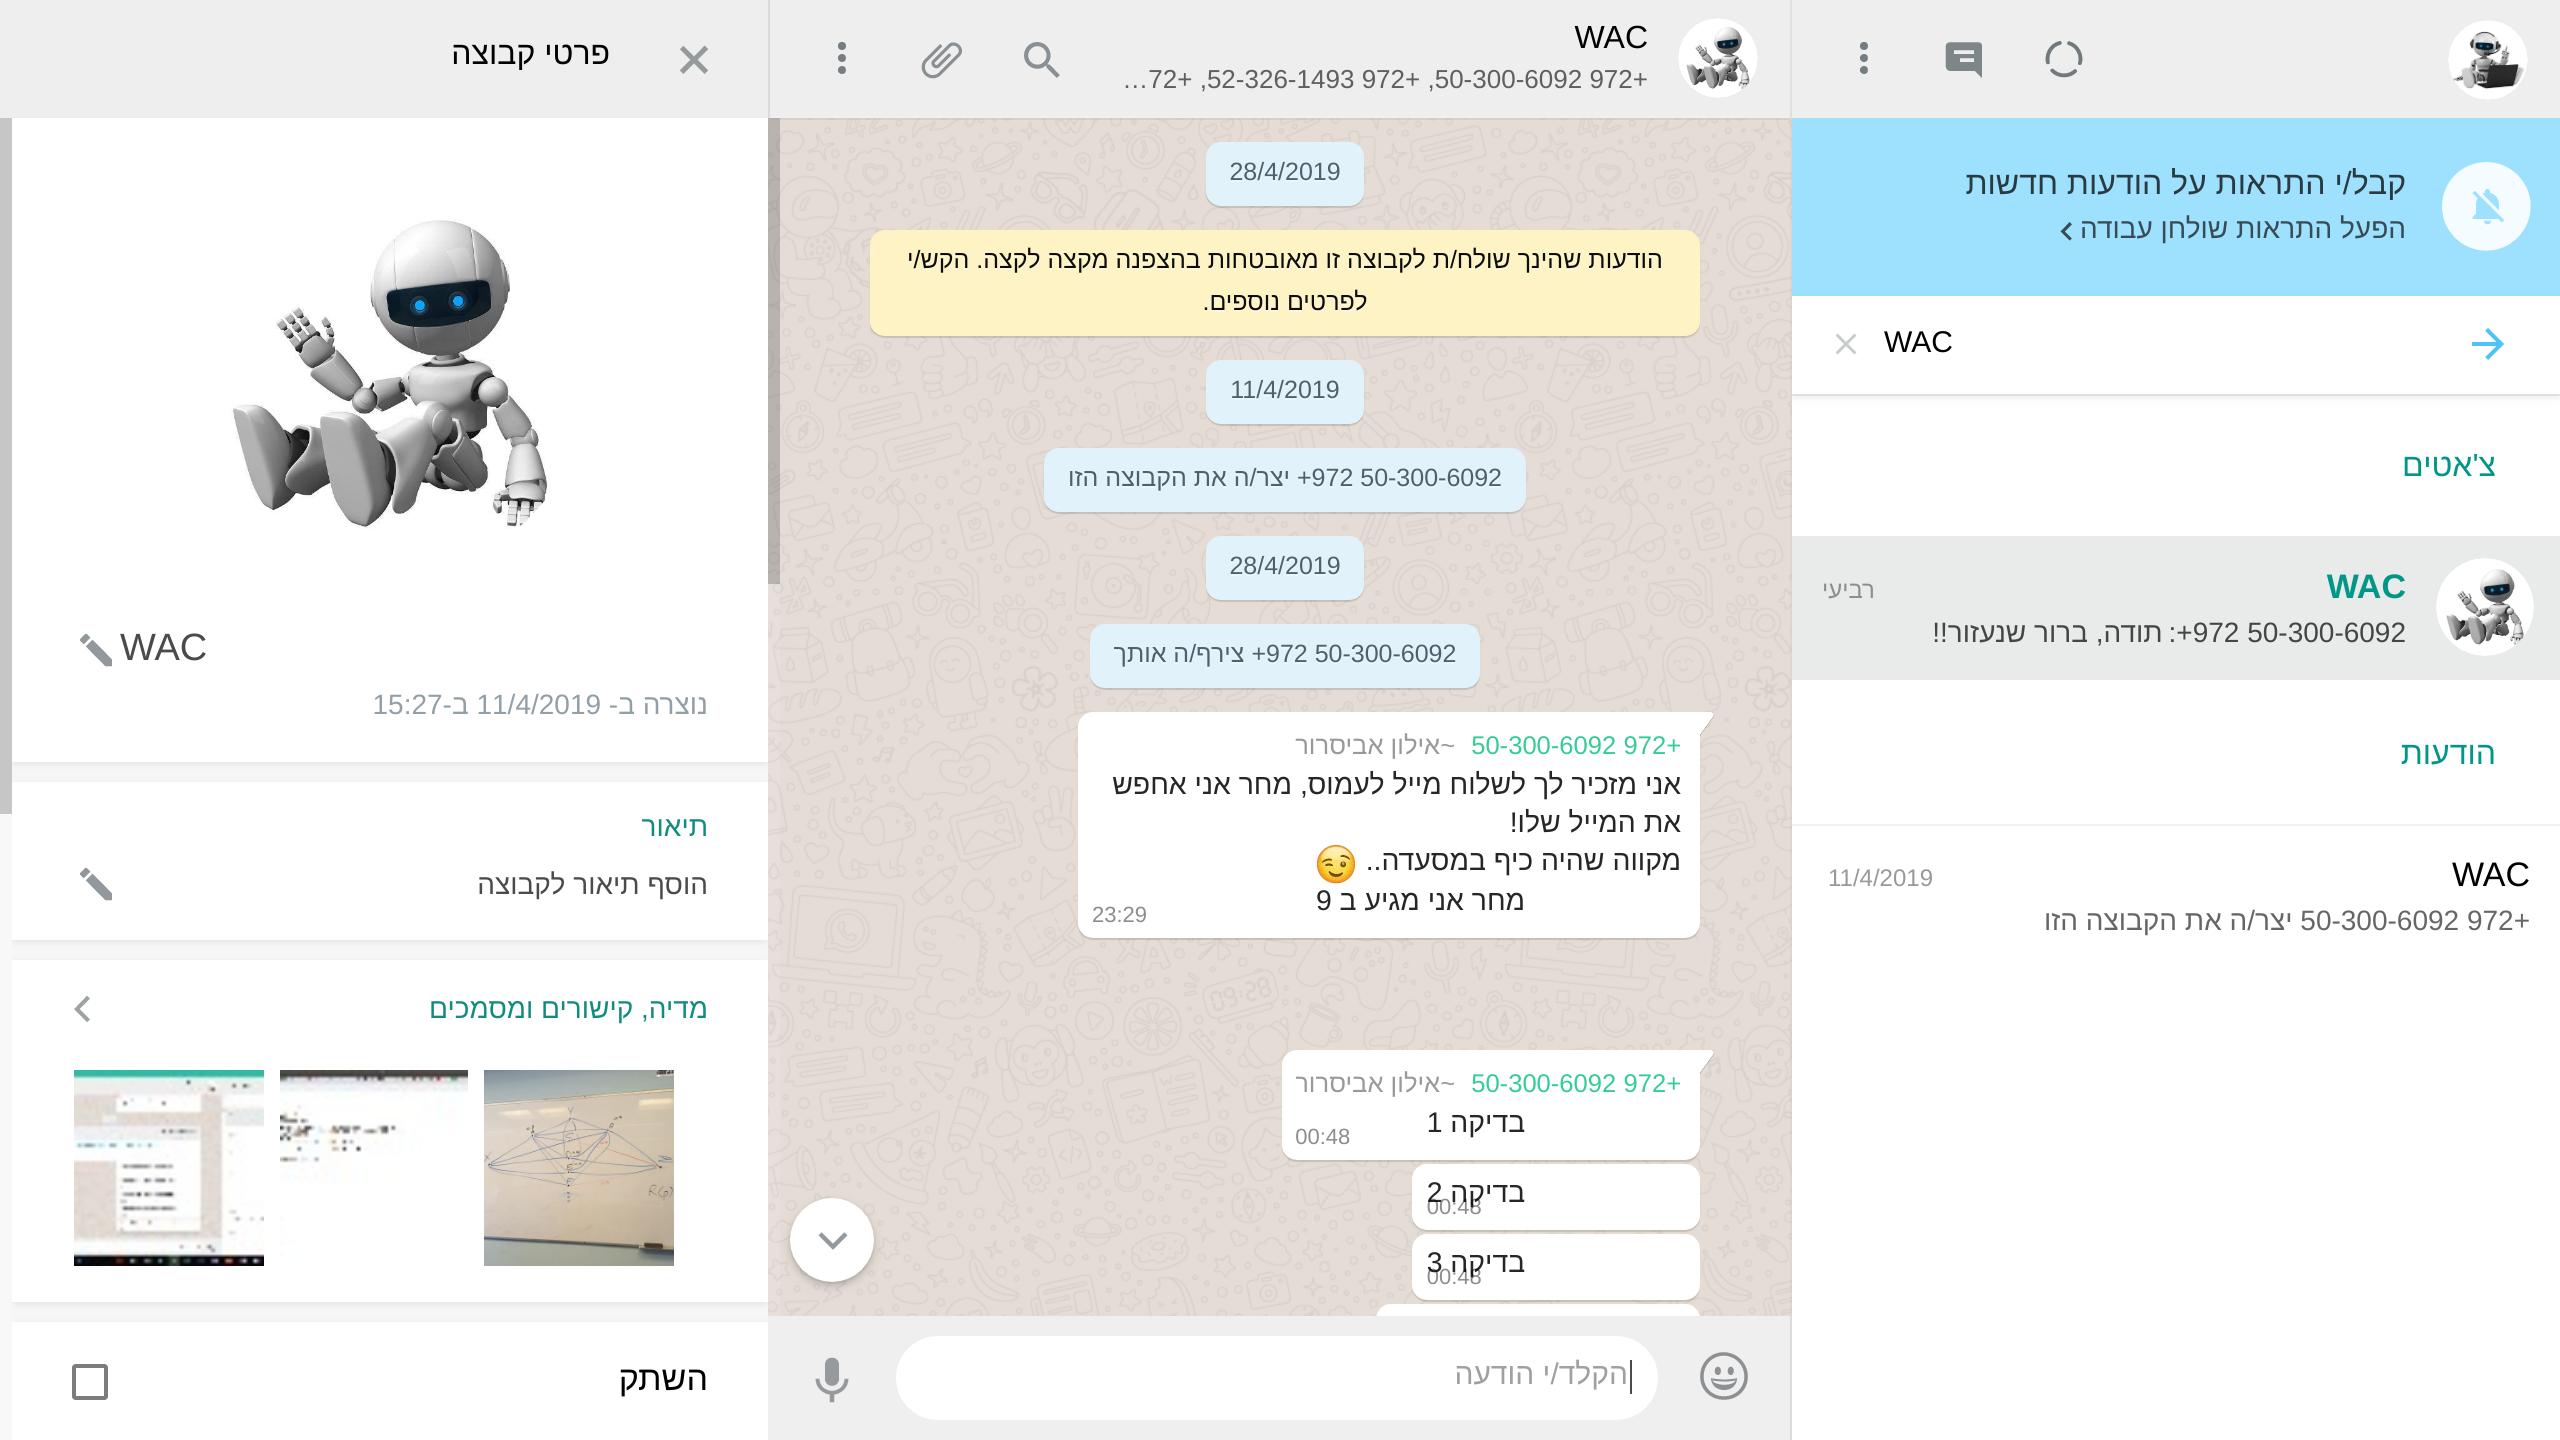 קבל/י התראות על הודעות חדשות
הפעל התראות שולחן עבודה
WAC
צ'אטים
WAC
רביעי
+972 50-300-6092: תודה, ברור שנעזור!!
הודעות
WAC
11/4/2019
+972 50-300-6092 יצר/ה את הקבוצה הזו
WAC
+972 50-300-6092, +972 52-326-1493, +72…
28/4/2019
הודעות שהינך שולח/ת לקבוצה זו מאובטחות בהצפנה מקצה לקצה. הקש/י
לפרטים נוספים.
11/4/2019
+972 50-300-6092 יצר/ה את הקבוצה הזו
28/4/2019
+972 50-300-6092 צירף/ה אותך
+972 50-300-6092 ~אילון אביסרור
אני מזכיר לך לשלוח מייל לעמוס, מחר אני אחפש
את המייל שלו!
מקווה שהיה כיף במסעדה.. 😉
מחר אני מגיע ב 9
23:29
+972 50-300-6092 ~אילון אביסרור
בדיקה 1
00:48
בדיקה 2
00:48
בדיקה 3
00:48
הקלד/י הודעה
פרטי קבוצה
WAC
נוצרה ב- 11/4/2019 ב-15:27
תיאור
הוסף תיאור לקבוצה
מדיה, קישורים ומסמכים
השתק